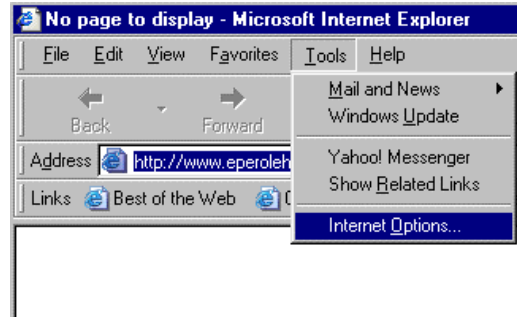 No page to display - Microsoft Internet Explorer
File Edit View Favorites Tools Help
Mail and News
Windows Update
Back Forward
Yahoo! Messenger
Address http://www.eperoleh
Show Related Links
Links Best of the Web
Internet Options...